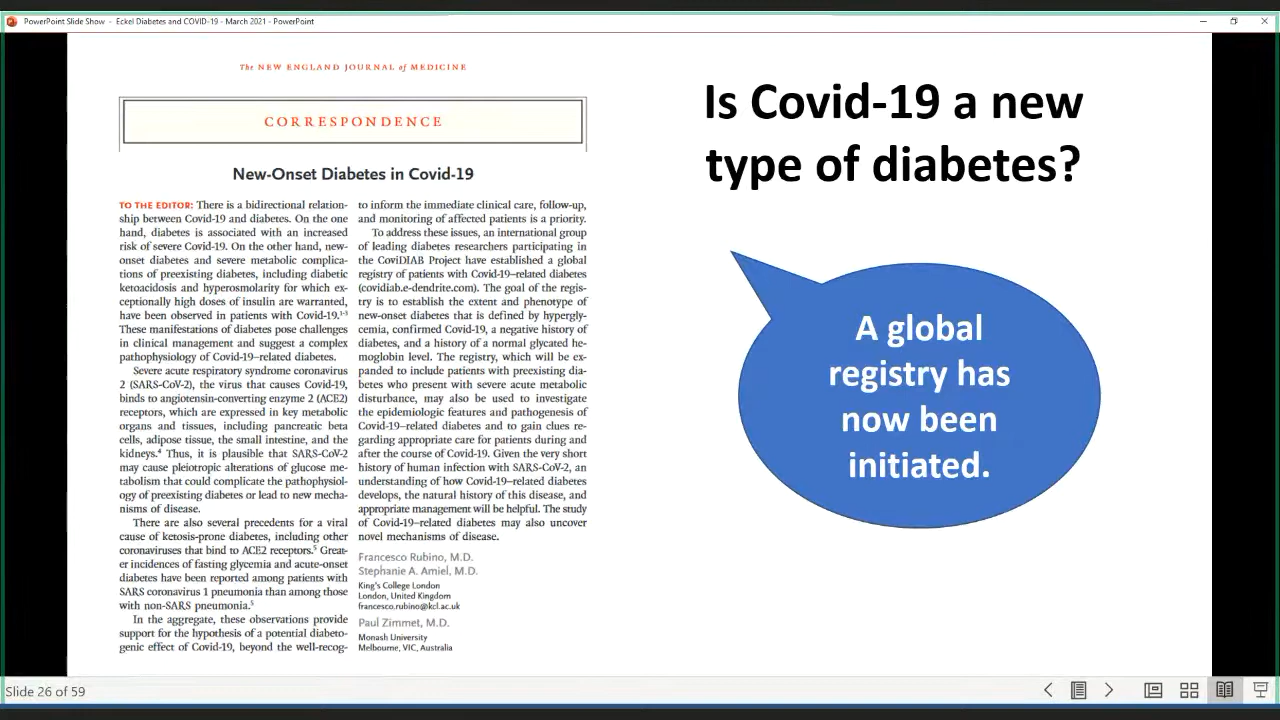 PowerPoint Slide Show - Eckel Diabetes and COVID-19 - March 2021 - PowerPoint
The NEW ENGLAND JOURNAL of MEDICINE
CORRESPONDENCE
New-Onset Diabetes in Covid-19
TO THE EDITOR: There is a bidirectional relation-
ship between Covid-19 and diabetes. On the one
hand, diabetes is associated with an increased
risk of severe Covid-19. On the other hand, new-
onset diabetes and severe metabolic complica-
tions of preexisting diabetes, including diabetic
ketoacidosis and hyperosmolarity for which ex-
ceptionally high doses of insulin are warranted,
have been observed in patients with Covid-19.1-3
These manifestations of diabetes pose challenges
in clinical management and suggest a complex
pathophysiology of Covid-19–related diabetes.
Severe acute respiratory syndrome coronavirus
2 (SARS-CoV-2), the virus that causes Covid-19,
binds to angiotensin-converting enzyme 2 (ACE2)
receptors, which are expressed in key metabolic
organs and tissues, including pancreatic beta
cells, adipose tissue, the small intestine, and the
kidneys.4 Thus, it is plausible that SARS-CoV-2
may cause pleiotropic alterations of glucose me-
tabolism that could complicate the pathophysiol-
ogy of preexisting diabetes or lead to new mecha-
nisms of disease.
There are also several precedents for a viral
cause of ketosis-prone diabetes, including other
coronaviruses that bind to ACE2 receptors.5 Great-
er incidences of fasting glycemia and acute-onset
diabetes have been reported among patients with
SARS coronavirus 1 pneumonia than among those
with non-SARS pneumonia.5
In the aggregate, these observations provide
support for the hypothesis of a potential diabeto-
genic effect of Covid-19, beyond the well-recog-
to inform the immediate clinical care, follow-up,
and monitoring of affected patients is a priority.
To address these issues, an international group
of leading diabetes researchers participating in
the CoviDIAB Project have established a global
registry of patients with Covid-19–related diabetes
(covidiab.e-dendrite.com). The goal of the regis-
try is to establish the extent and phenotype of
new-onset diabetes that is defined by hypergly-
cemia, confirmed Covid-19, a negative history of
diabetes, and a history of a normal glycated he-
moglobin level. The registry, which will be ex-
panded to include patients with preexisting dia-
betes who present with severe acute metabolic
disturbance, may also be used to investigate
the epidemiologic features and pathogenesis of
Covid-19–related diabetes and to gain clues re-
garding appropriate care for patients during and
after the course of Covid-19. Given the very short
history of human infection with SARS-CoV-2, an
understanding of how Covid-19–related diabetes
develops, the natural history of this disease, and
appropriate management will be helpful. The study
of Covid-19–related diabetes may also uncover
novel mechanisms of disease.
Francesco Rubino, M.D.
Stephanie A. Amiel, M.D.
King's College London
London, United Kingdom
francesco.rubino@kcl.ac.uk
Paul Zimmet, M.D.
Monash University
Melbourne, VIC, Australia
Is Covid-19 a new
type of diabetes?
A global
registry has
now been
initiated.
Slide 26 of 59